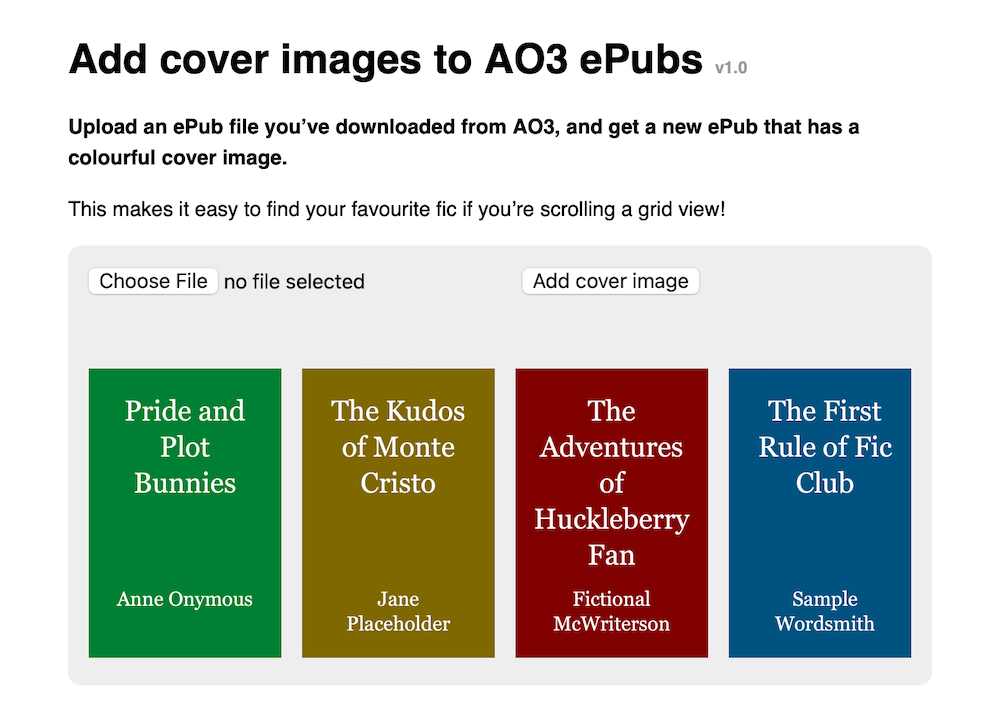 Add cover images to AO3 ePubs v1.0
Upload an ePub file you’ve downloaded from AO3, and get a new ePub that has a
colourful cover image.
This makes it easy to find your favourite fic if you’re scrolling a grid view!
Choose File no file selected
Add cover image
Pride and
Plot
Bunnies
Anne Onymous
The Kudos
of Monte
Cristo
Jane
Placeholder
The
Adventures
of
Huckleberry
Fan
Fictional
McWriterson
The First
Rule of Fic
Club
Sample
Wordsmith